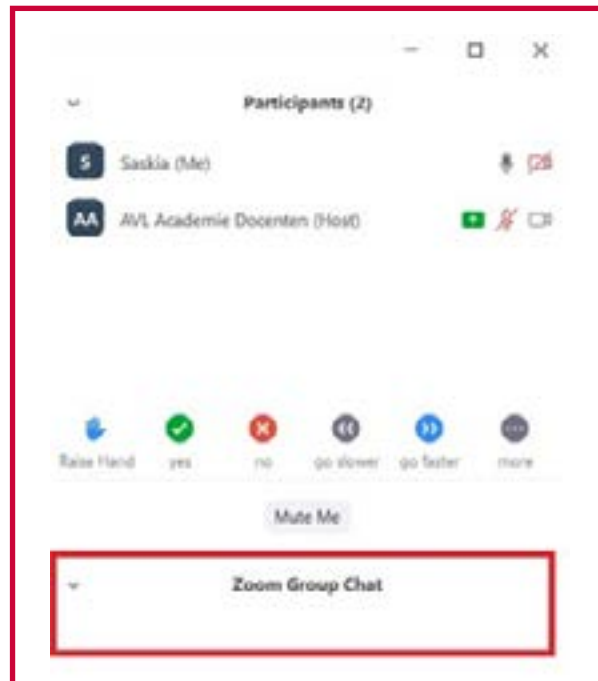 Participants (2)
S Saskia (Me)
AA AVL Academie Docenten (Host)
Raise Hand yes no go slower go faster more
Mute Me
Zoom Group Chat